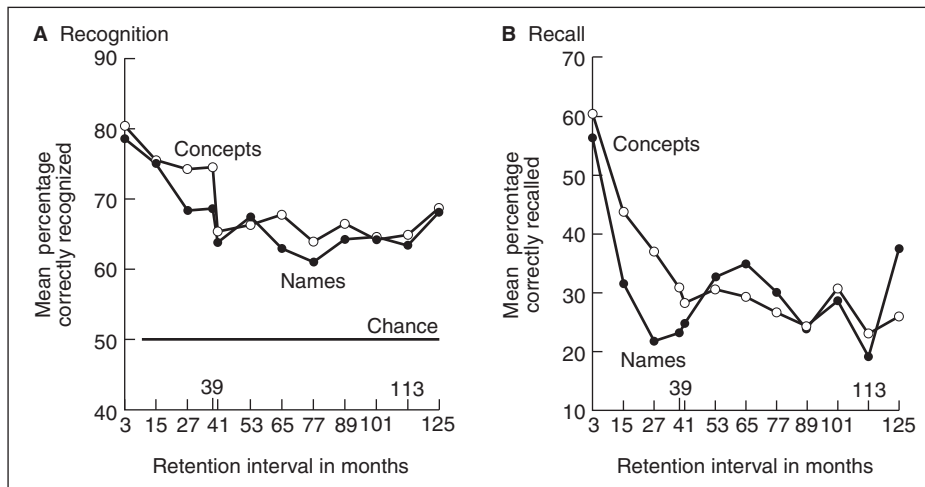 A Recognition
90
80
70
60
50
40
Mean percentage
correctly recognized
Concepts
Names
Chance
39
113
3 15 27 41 53 65 77 89 101 125
Retention interval in months
B Recall
70
60
50
40
30
20
10
Mean percentage
correctly recalled
Concepts
Names
39
113
3 15 27 41 53 65 77 89 101 125
Retention interval in months